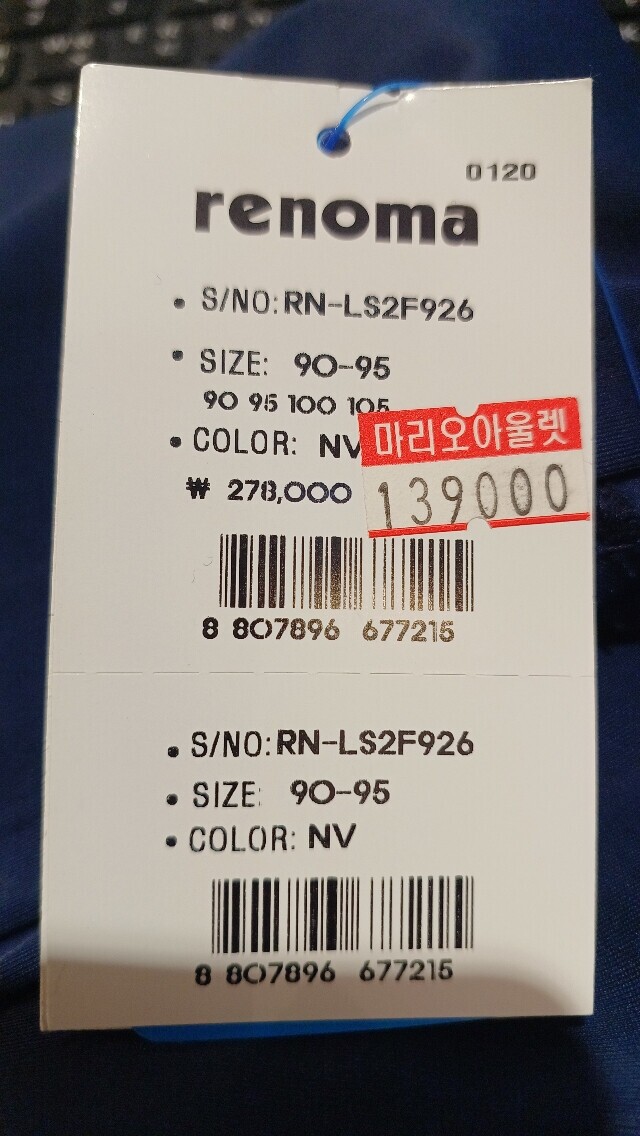 0120
renoma
• S/NO: RN-LS2F926
• SIZE: 90-95
90 95 100 105
• COLOR: NV
마리오아울렛
₩ 278,000
139000
8 807896 677215
• S/NO: RN-LS2F926
• SIZE: 90-95
• COLOR: NV
8 807896 677215